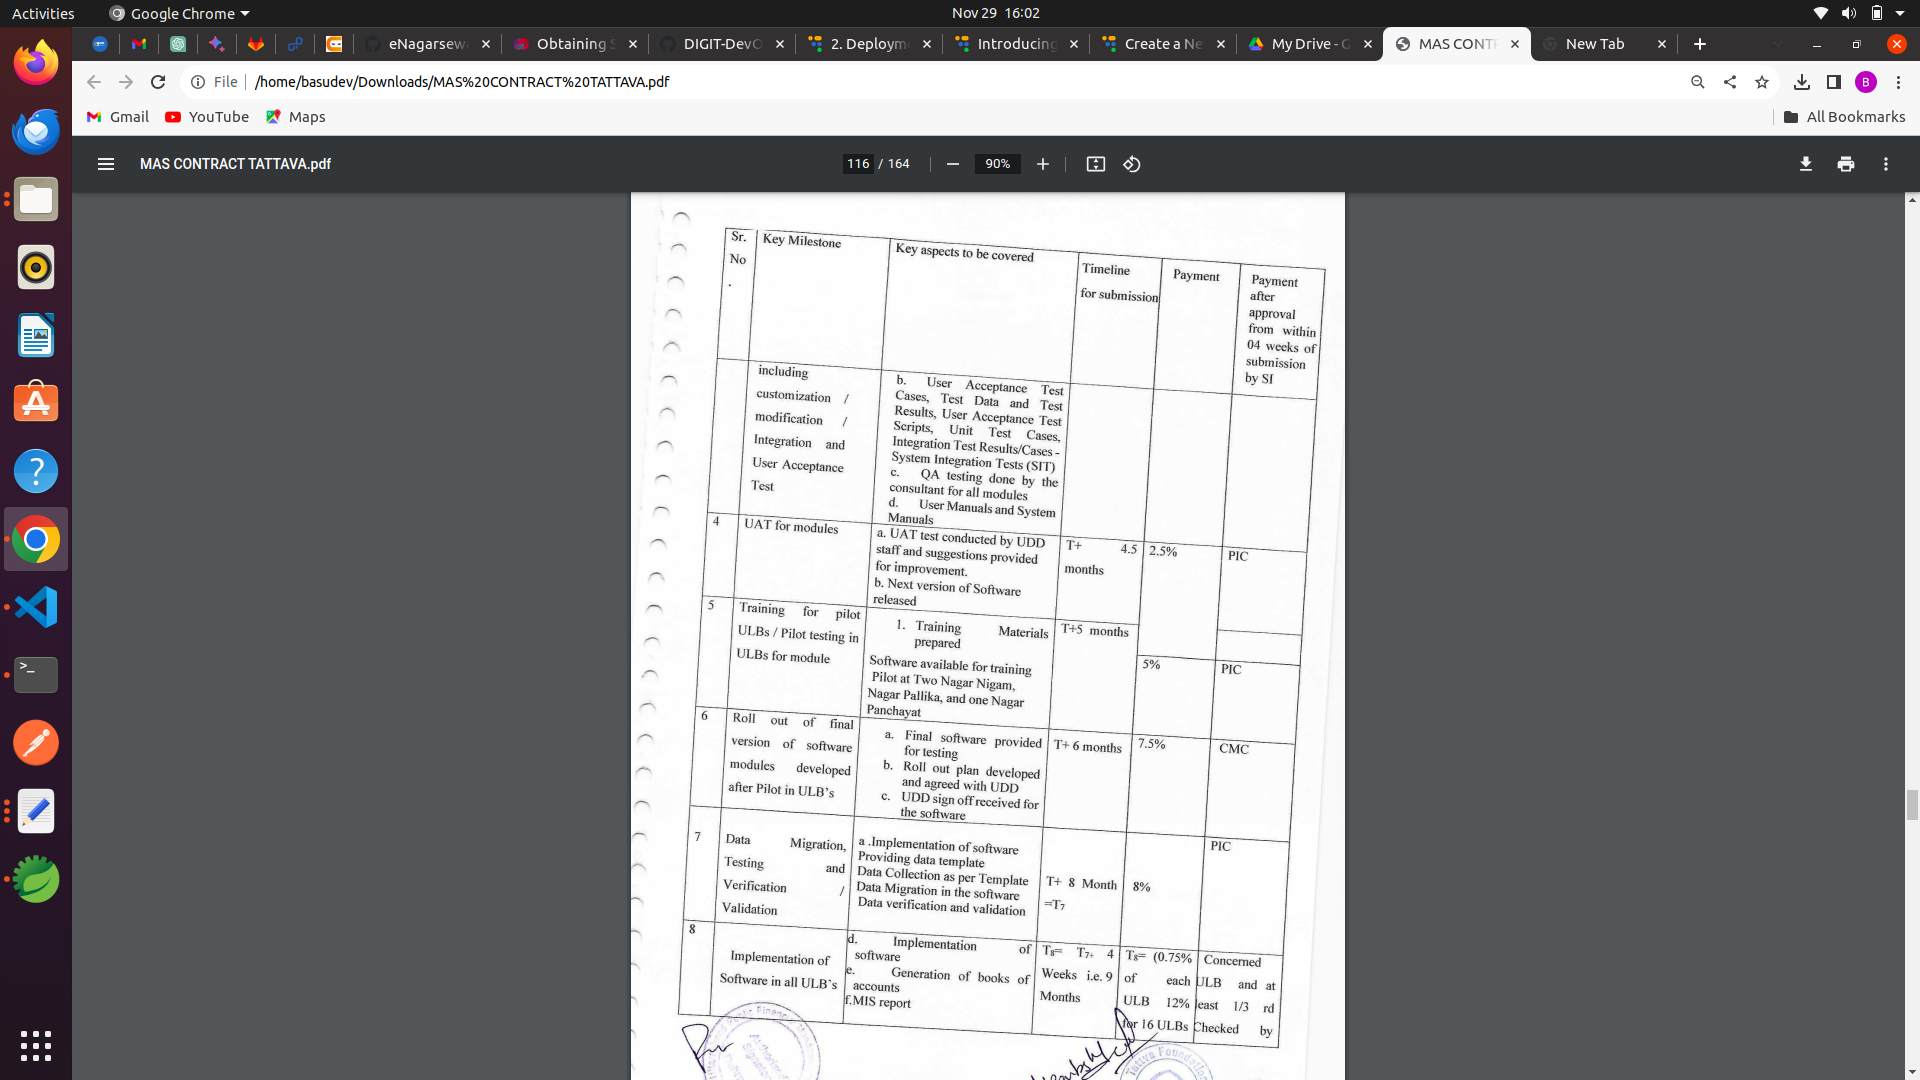 Activities
Google Chrome
Nov 29 16:02
eNagarsew
Obtaining S
DIGIT-DevO
2. Deploym
Introducing
Create a Ne
My Drive - G
MAS CONT
New Tab
File
/home/basudev/Downloads/MAS%20CONTRACT%20TATTAVA.pdf
B
Gmail
YouTube
Maps
All Bookmarks
MAS CONTRACT TATTAVA.pdf
116 / 164
90%
Sr.
No
.
Key Milestone
Key aspects to be covered
Timeline
for submission
Payment
Payment
after
approval
from within
04 weeks of
submission
by SI
including
customization /
modification /
Integration and
User Acceptance
Test
b. User Acceptance Test
Cases, Test Data and Test
Results, User Acceptance Test
Scripts, Unit Test Cases,
Integration Test Results/Cases -
System Integration Tests (SIT)
c. QA testing done by the
consultant for all modules
d. User Manuals and System
Manuals
4
UAT for modules
a. UAT test conducted by UDD
staff and suggestions provided
for improvement.
b. Next version of Software
released
T+ 4.5
months
2.5%
PIC
5
Training for pilot
ULBs / Pilot testing in
ULBs for module
1. Training Materials
prepared
Software available for training
Pilot at Two Nagar Nigam,
Nagar Pallika, and one Nagar
Panchayat
T+5 months
5%
PIC
6
Roll out of final
version of software
modules developed
after Pilot in ULB's
a. Final software provided
for testing
b. Roll out plan developed
and agreed with UDD
c. UDD sign off received for
the software
T+ 6 months
7.5%
CMC
7
Data Migration,
Testing and
Verification /
Validation
a .Implementation of software
Providing data template
Data Collection as per Template
Data Migration in the software
Data verification and validation
T+ 8 Month
=T7
8%
PIC
8
Implementation of
Software in all ULB's
d. Implementation of
software
e. Generation of books of
accounts
f.MIS report
T8= T7+ 4
Weeks i.e. 9
Months
T8= (0.75%
of each
ULB 12%
for 16 ULBs
Concerned
ULB and at
least 1/3 rd
Checked by
Tattva Foundation